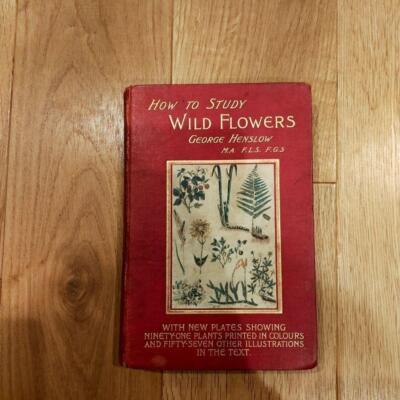 HOW TO STUDY
WILD FLOWERS
GEORGE HENSLOW
M.A. F.L.S. F.G.S
WITH NEW PLATES SHOWING
NINETY-ONE PLANTS PRINTED IN COLOURS
AND FIFTY-SEVEN OTHER ILLUSTRATIONS
IN THE TEXT.